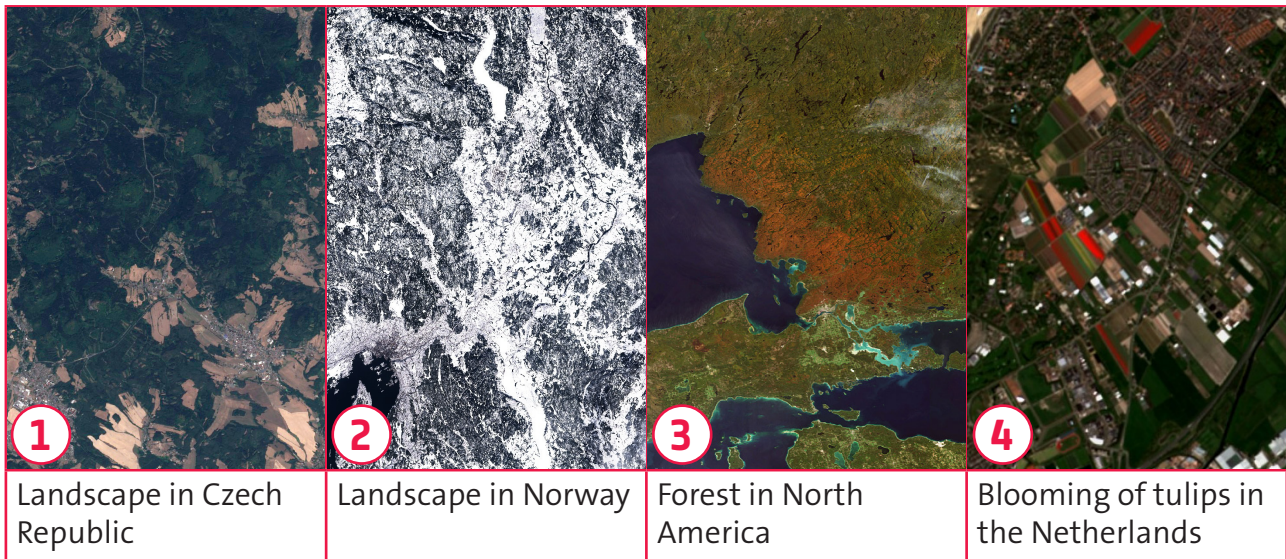 1
2
3
4
Landscape in Czech
Republic
Landscape in Norway
Forest in North
America
Blooming of tulips in
the Netherlands